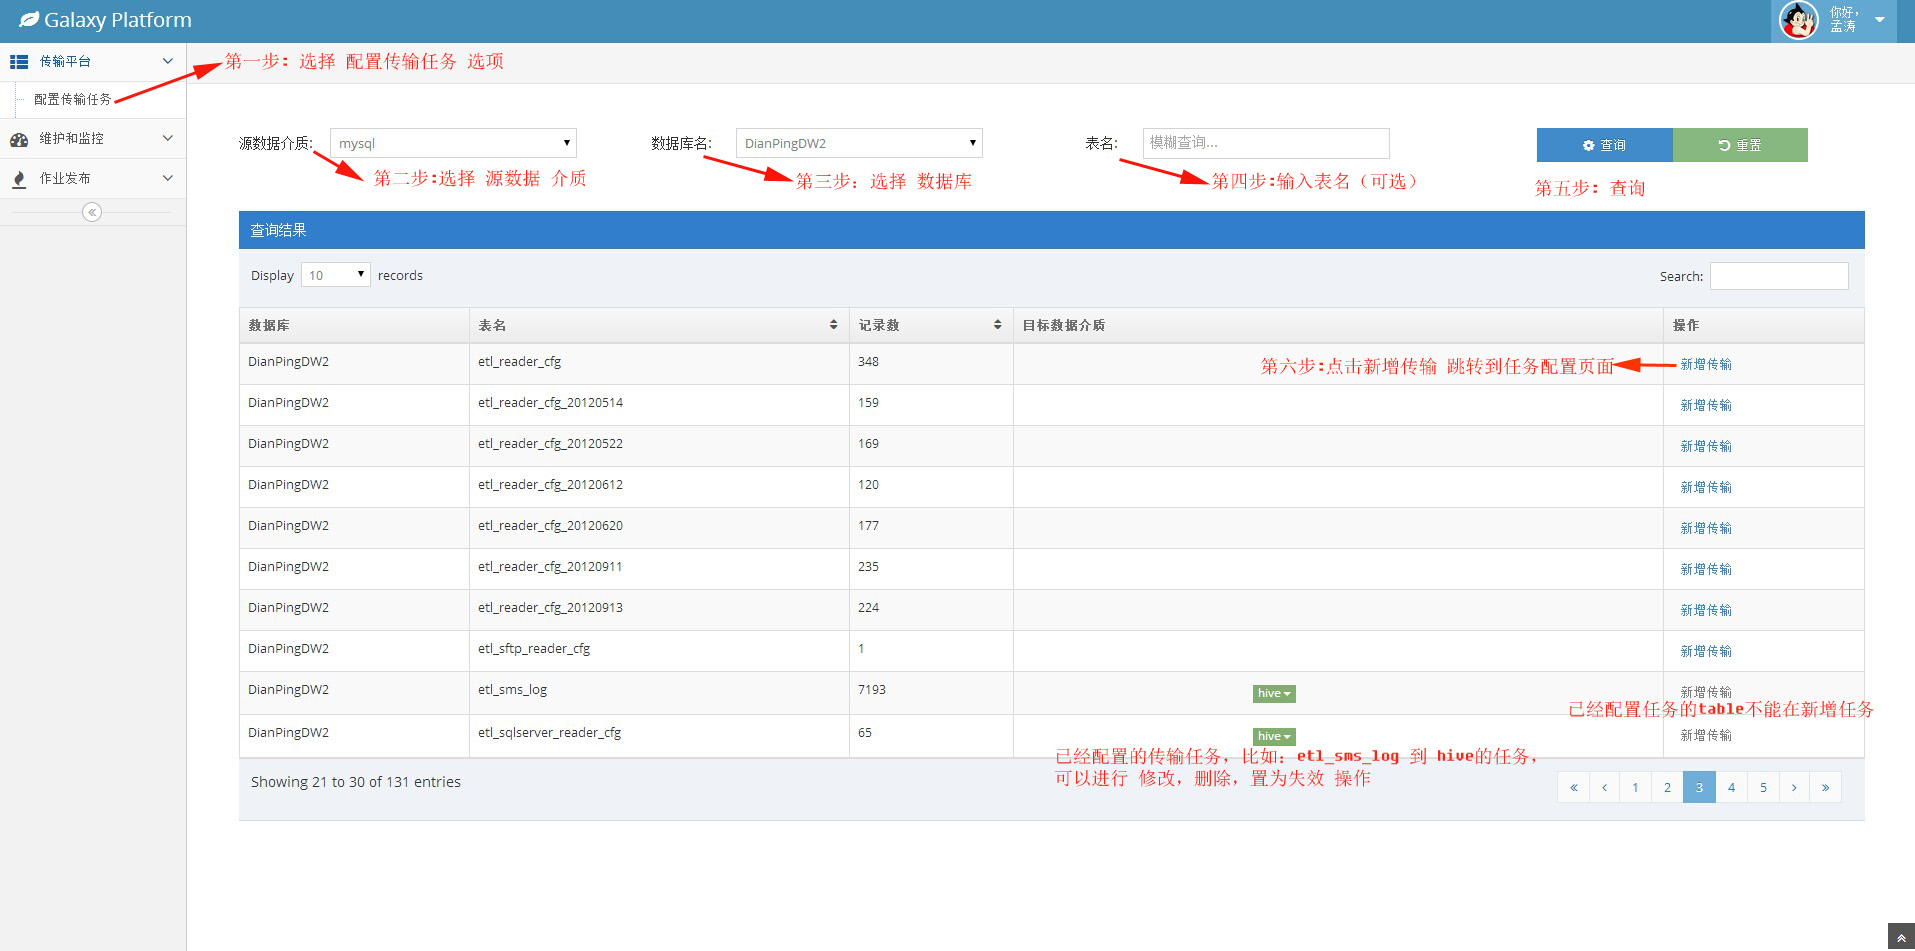 Galaxy Platform
你好，
孟涛
传输平台
第一步: 选择 配置传输任务 选项
配置传输任务
维护和监控
作业发布
源数据介质: mysql 数据库名: DianPingDW2 表名: 模糊查询... 查询 重置
第二步:选择 源数据 介质
第三步: 选择 数据库
第四步:输入表名（可选）
第五步: 查询
查询结果
Display 10 records Search:
数据库 表名 记录数 目标数据介质 操作
DianPingDW2 etl_reader_cfg 348 第六步:点击新增传输 跳转到任务配置页面 新增传输
DianPingDW2 etl_reader_cfg_20120514 159 新增传输
DianPingDW2 etl_reader_cfg_20120522 169 新增传输
DianPingDW2 etl_reader_cfg_20120612 120 新增传输
DianPingDW2 etl_reader_cfg_20120620 177 新增传输
DianPingDW2 etl_reader_cfg_20120911 235 新增传输
DianPingDW2 etl_reader_cfg_20120913 224 新增传输
DianPingDW2 etl_sftp_reader_cfg 1 新增传输
DianPingDW2 etl_sms_log 7193 hive 新增传输
已经配置任务的table不能在新增任务
DianPingDW2 etl_sqlserver_reader_cfg 65 hive 新增传输
已经配置的传输任务，比如: etl_sms_log 到 hive的任务，
可以进行 修改，删除，置为失效 操作
Showing 21 to 30 of 131 entries « ‹ 1 2 3 4 5 › »